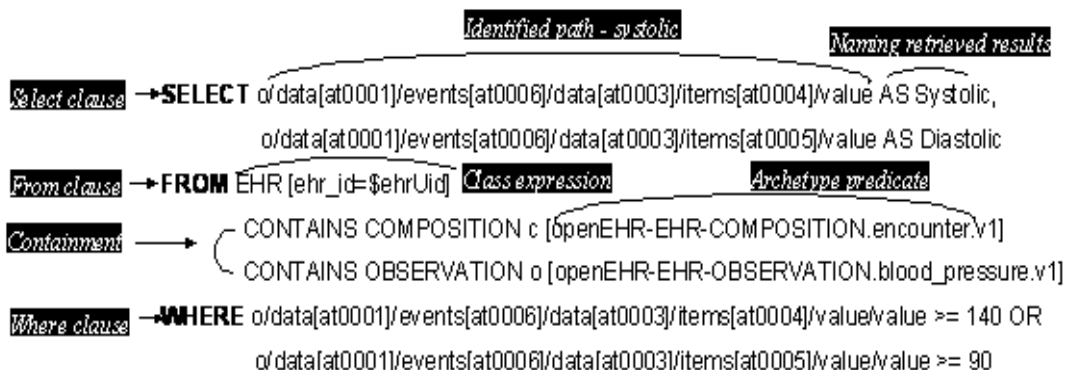 Identified path - systolic
Naming retrieved results
Select clause SELECT o/data[at0001]/events[at0006]/data[at0003]/items[at0004]/value AS Systolic,
o/data[at0001]/events[at0006]/data[at0003]/items[at0005]/value AS Diastolic
From clause FROM EHR [ehr_id=$ehrUid] Class expression Archetype predicate
Containment
CONTAINS COMPOSITION c [openEHR-EHR-COMPOSITION.encounter.v1]
CONTAINS OBSERVATION o [openEHR-EHR-OBSERVATION.blood_pressure.v1]
Where clause WHERE o/data[at0001]/events[at0006]/data[at0003]/items[at0004]/value/value >= 140 OR
o/data[at0001]/events[at0006]/data[at0003]/items[at0005]/value/value >= 90